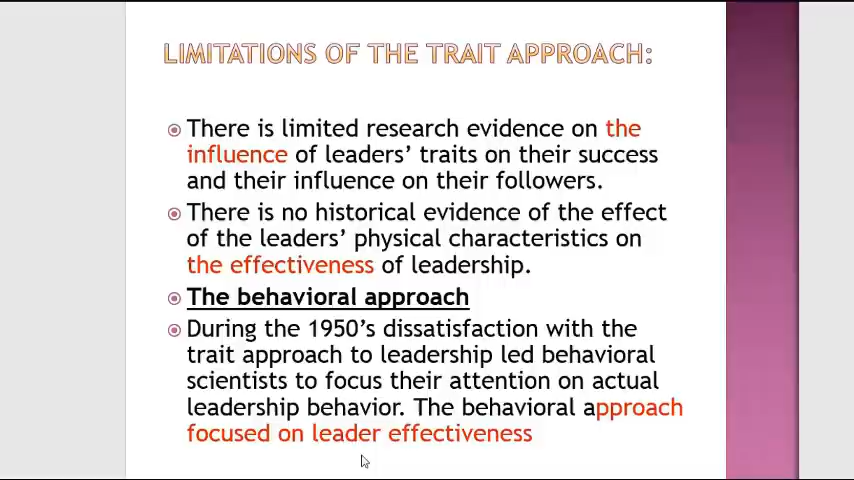 LIMITATIONS OF THE TRAIT APPROACH:
There is limited research evidence on the
influence of leaders' traits on their success
and their influence on their followers.
There is no historical evidence of the effect
of the leaders' physical characteristics on
the effectiveness of leadership.
The behavioral approach
During the 1950's dissatisfaction with the
trait approach to leadership led behavioral
scientists to focus their attention on actual
leadership behavior. The behavioral approach
focused on leader effectiveness